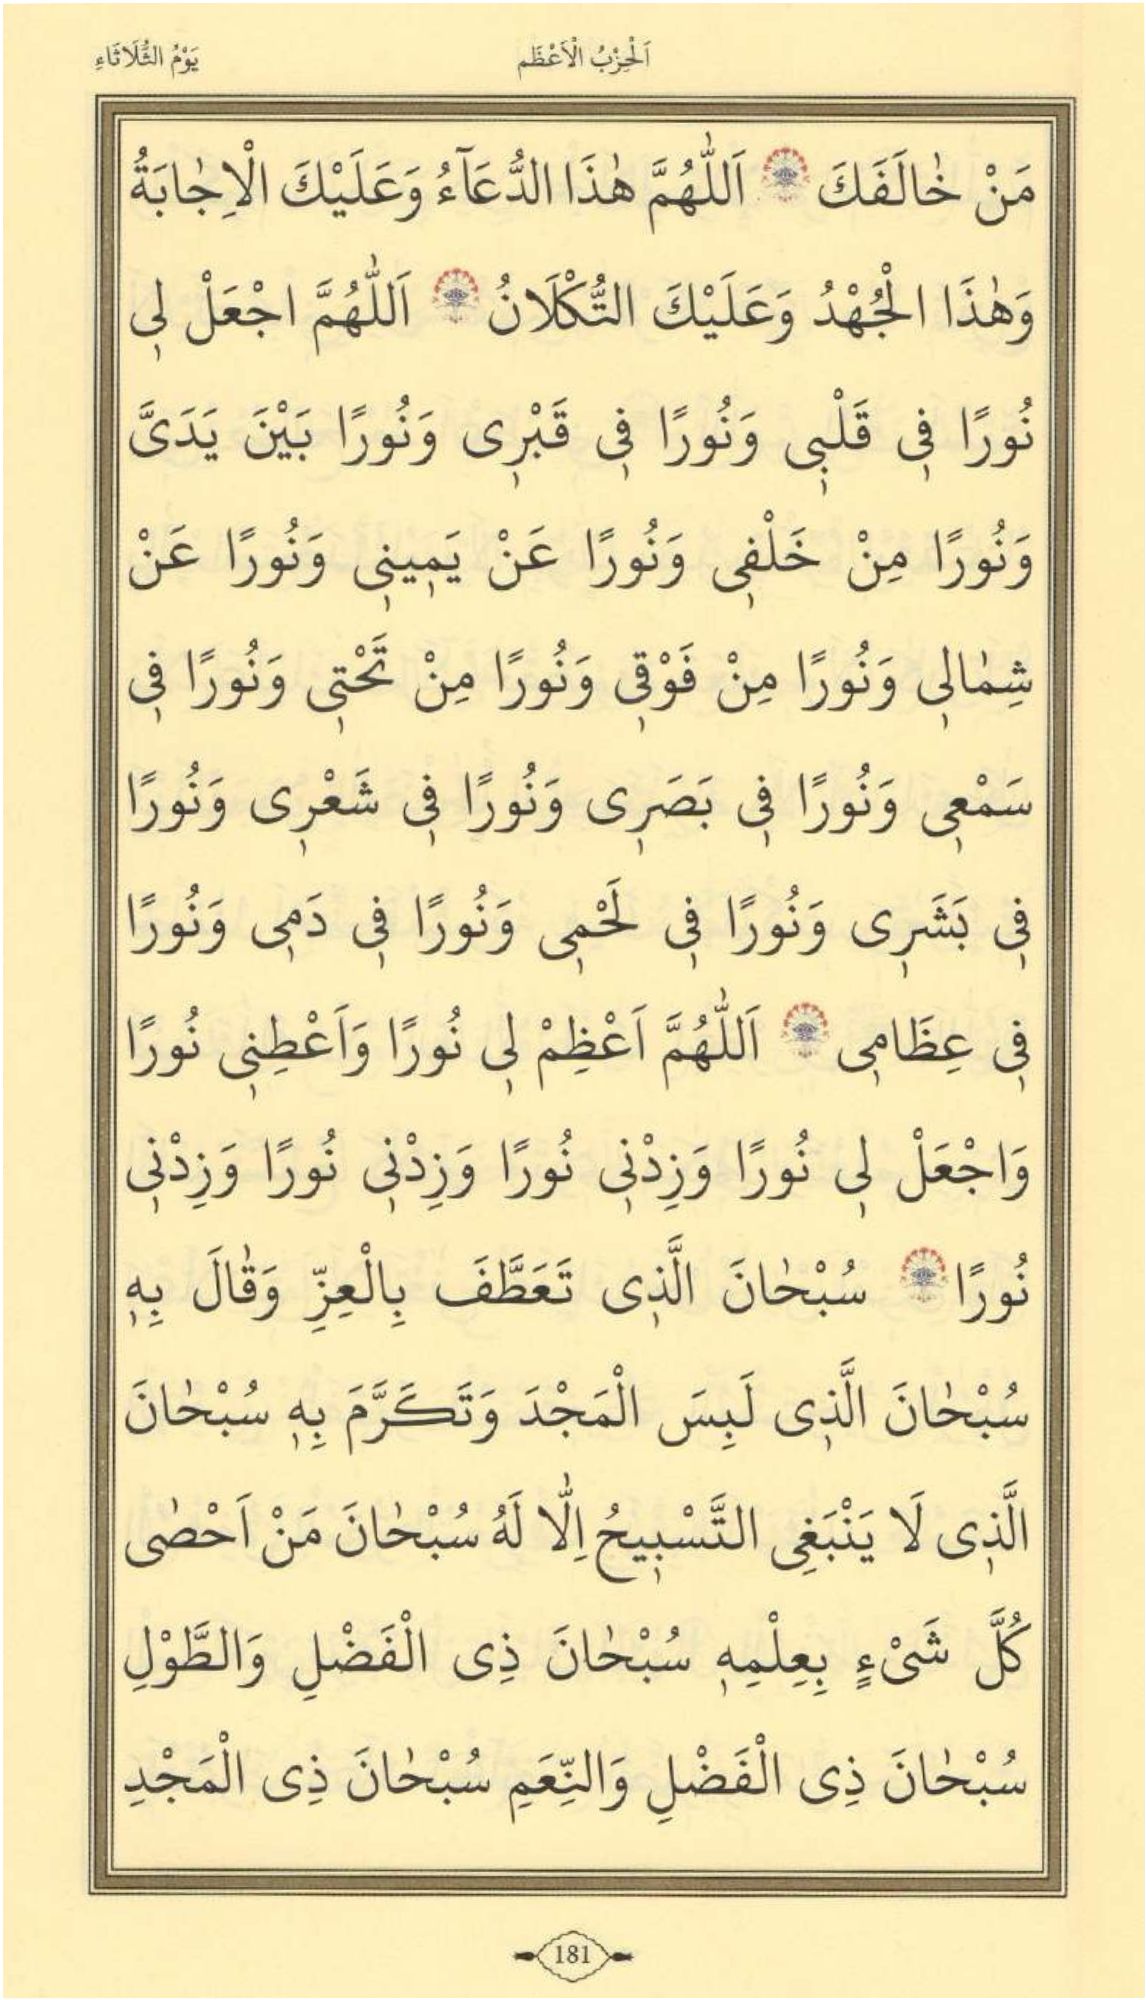 اَلْحِزْبُ الْاَعْظَم
يَوْمُ الثُّلَاثَاءِ
مَنْ خٰالَفَكَ اَللّٰهُمَّ هٰذَا الدُّعَآءُ وَعَلَيْكَ الْاِجٰابَةُ
وَهٰذَا الْجُهْدُ وَعَلَيْكَ التُّكْلَانُ اَللّٰهُمَّ اجْعَلْ لٖى
نُورًا فٖى قَلْبٖى وَنُورًا فٖى قَبْرٖى وَنُورًا بَيْنَ يَدَىَّ
وَنُورًا مِنْ خَلْفٖى وَنُورًا عَنْ يَمٖينٖى وَنُورًا عَنْ
شِمٰالٖى وَنُورًا مِنْ فَوْقٖى وَنُورًا مِنْ تَحْتٖى وَنُورًا فٖى
سَمْعٖى وَنُورًا فٖى بَصَرٖى وَنُورًا فٖى شَعْرٖى وَنُورًا
فٖى بَشَرٖى وَنُورًا فٖى لَحْمٖى وَنُورًا فٖى دَمٖى وَنُورًا
فٖى عِظَامٖى اَللّٰهُمَّ اَعْظِمْ لٖى نُورًا وَاَعْطِنٖى نُورًا
وَاجْعَلْ لٖى نُورًا وَزِدْنٖى نُورًا وَزِدْنٖى نُورًا وَزِدْنٖى
نُورًا سُبْحٰانَ الَّذٖى تَعَطَّفَ بِالْعِزِّ وَقٰالَ بِهٖ
سُبْحٰانَ الَّذٖى لَبِسَ الْمَجْدَ وَتَكَرَّمَ بِهٖ سُبْحٰانَ
الَّذٖى لَا يَنْبَغٖى التَّسْبٖيحُ اِلّٰا لَهُ سُبْحٰانَ مَنْ اَحْصٰى
كُلَّ شَىْءٍ بِعِلْمِهٖ سُبْحٰانَ ذِى الْفَضْلِ وَالطَّوْلِ
سُبْحٰانَ ذِى الْفَضْلِ وَالنِّعَمِ سُبْحٰانَ ذِى الْمَجْدِ
181